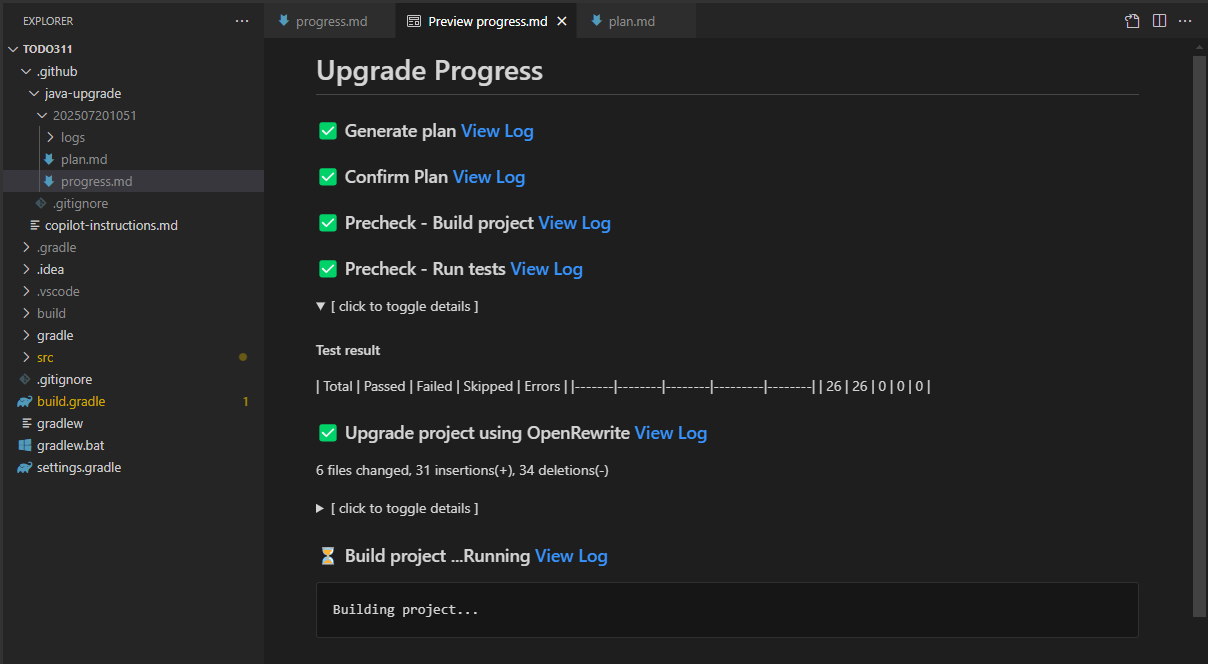 EXPLORER
TODO311
.github
java-upgrade
202507201051
logs
plan.md
progress.md
.gitignore
copilot-instructions.md
.gradle
.idea
.vscode
build
gradle
src
.gitignore
build.gradle 1
gradlew
gradlew.bat
settings.gradle
progress.md
Preview progress.md
plan.md
Upgrade Progress
✅ Generate plan View Log
✅ Confirm Plan View Log
✅ Precheck - Build project View Log
✅ Precheck - Run tests View Log
▼ [ click to toggle details ]
Test result
| Total | Passed | Failed | Skipped | Errors | |-------|--------|--------|---------|--------| | 26 | 26 | 0 | 0 | 0 |
✅ Upgrade project using OpenRewrite View Log
6 files changed, 31 insertions(+), 34 deletions(-)
▶ [ click to toggle details ]
⏳ Build project ...Running View Log
Building project...